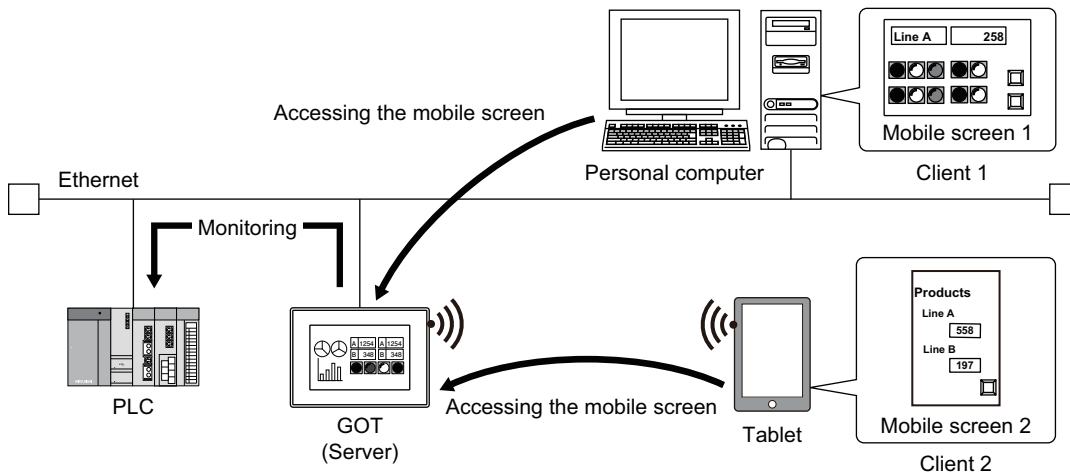 Line A 258
Mobile screen 1
Client 1
Accessing the mobile screen
Personal computer
Ethernet
Monitoring
PLC
A 1254 A 1254
B 348 B 348
GOT
(Server)
Accessing the mobile screen
Tablet
Products
Line A
558
Line B
197
Mobile screen 2
Client 2